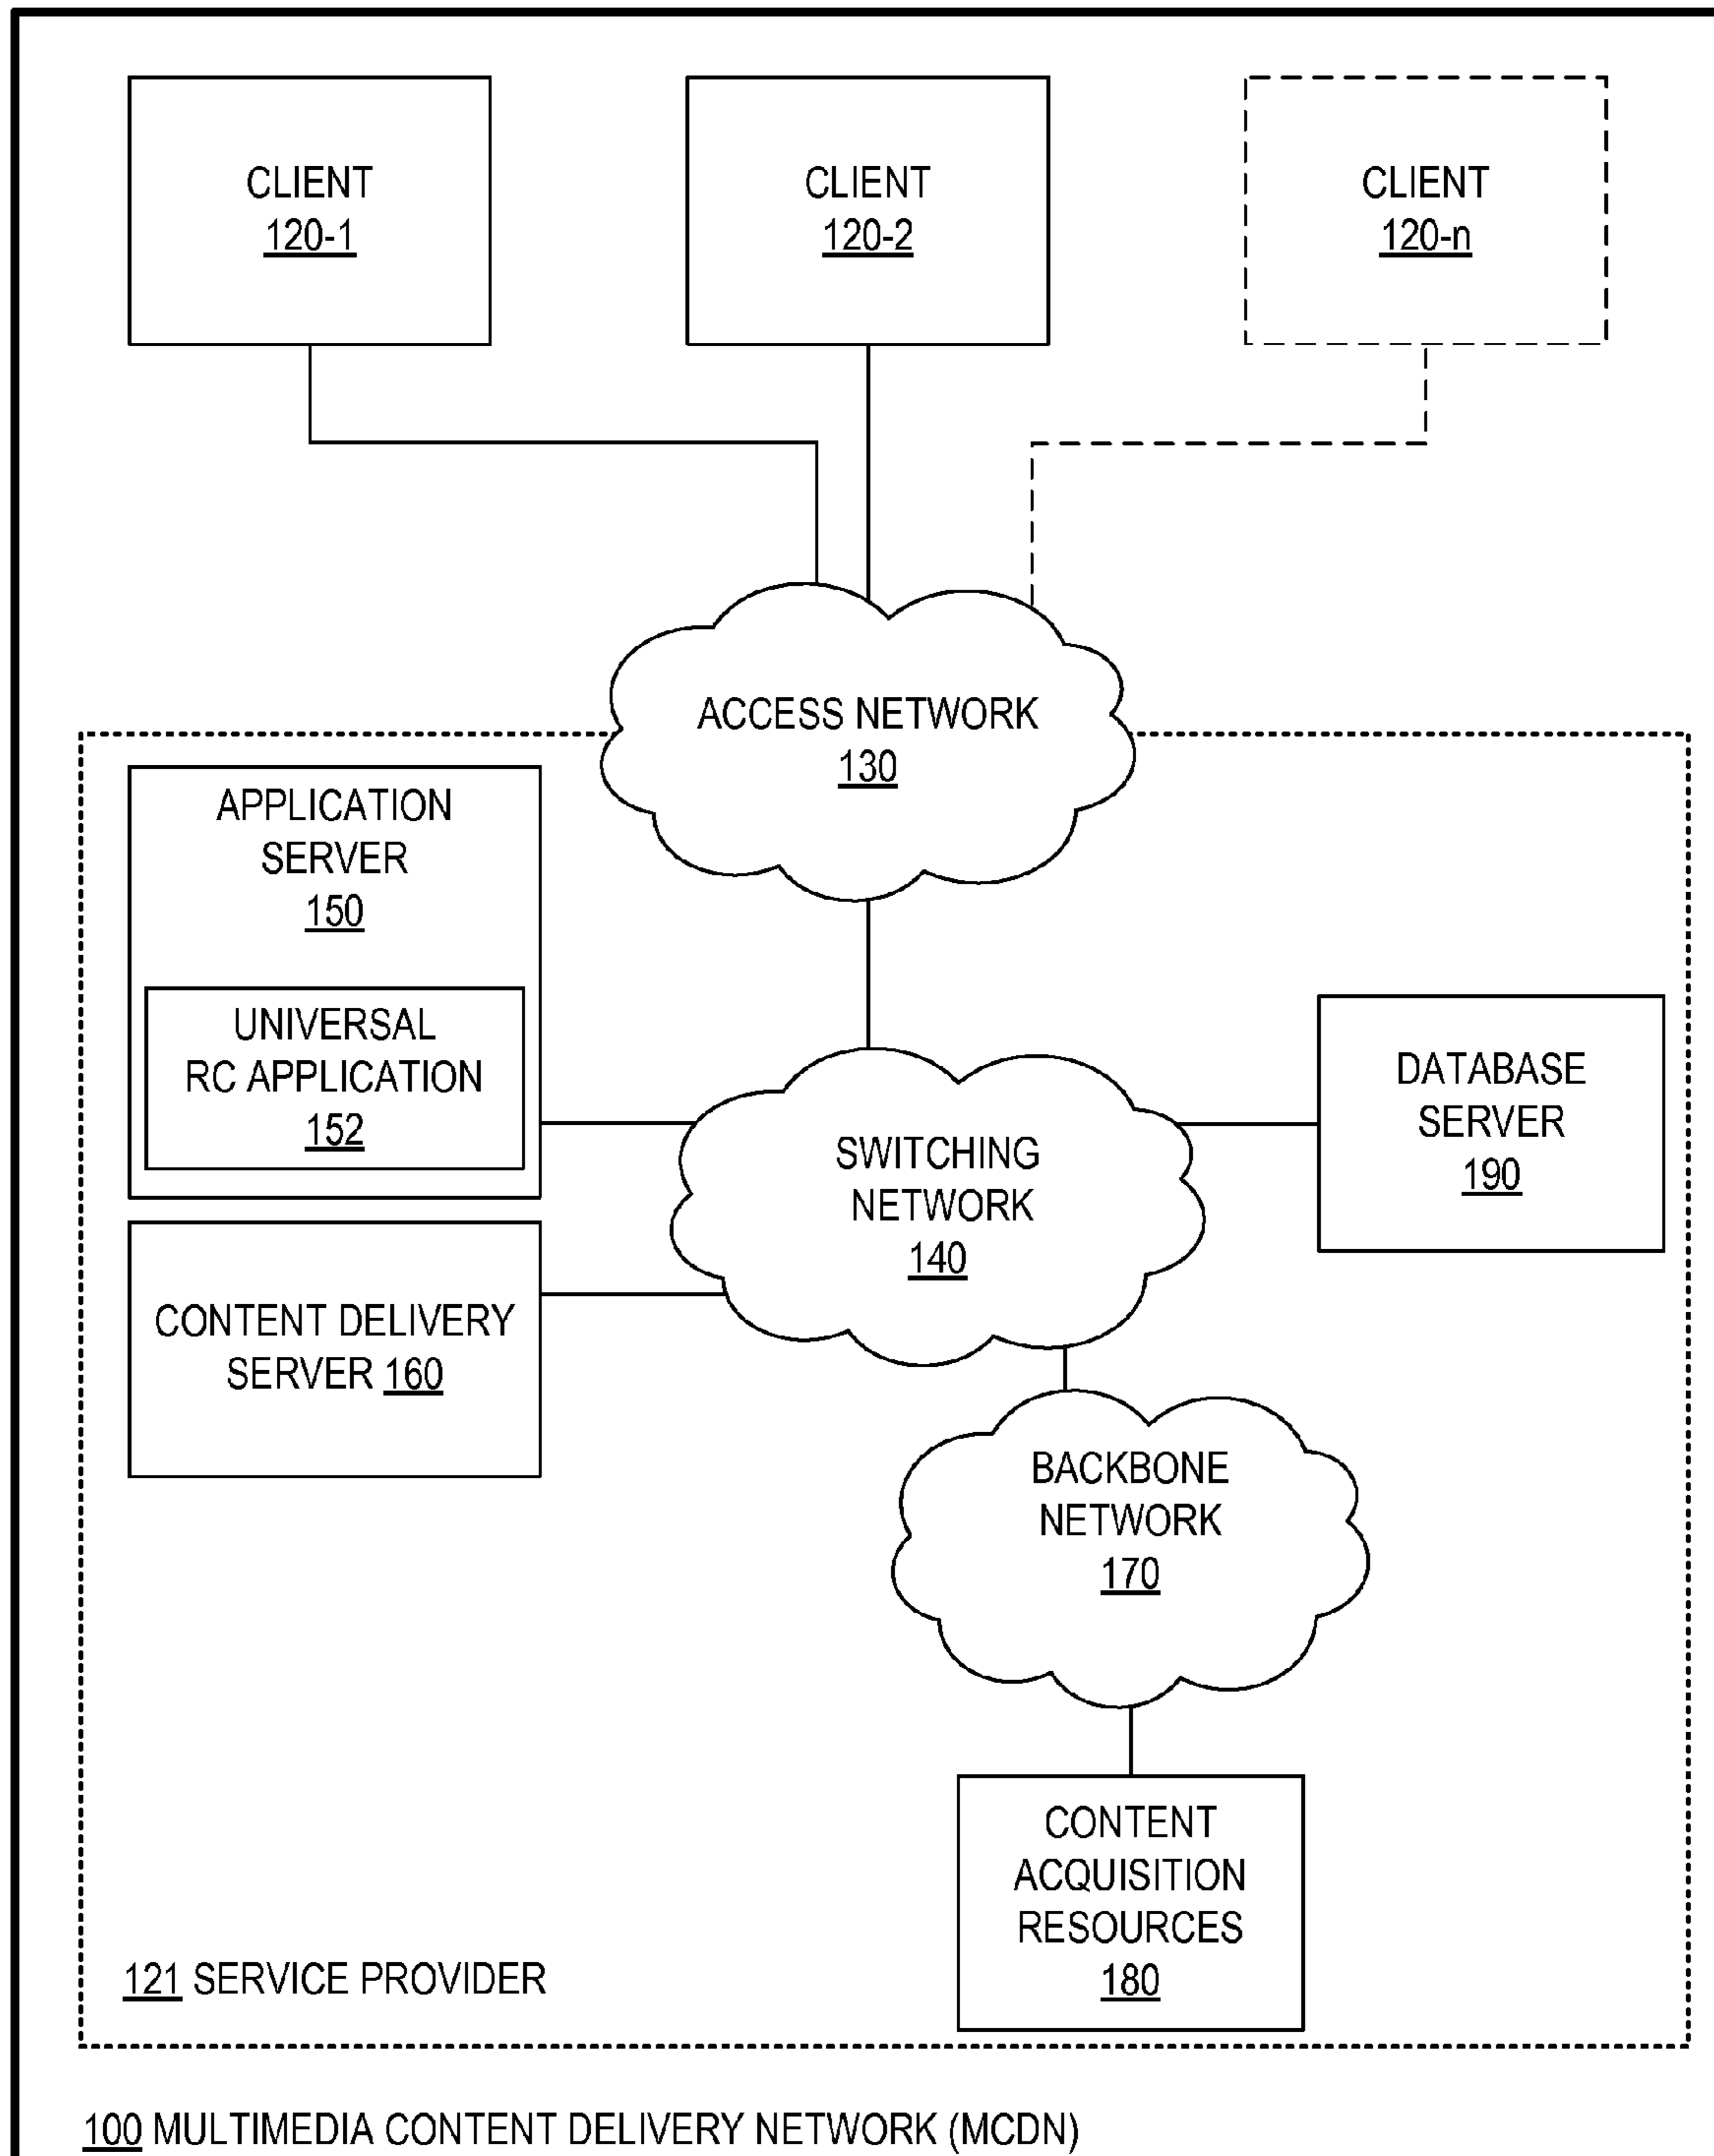 CLIENT
120-1
CLIENT
120-2
CLIENT
120-n
ACCESS NETWORK
130
APPLICATION
SERVER
150
UNIVERSAL
RC APPLICATION
152
SWITCHING
NETWORK
140
DATABASE
SERVER
190
CONTENT DELIVERY
SERVER 160
BACKBONE
NETWORK
170
CONTENT
ACQUISITION
RESOURCES
180
121 SERVICE PROVIDER
100 MULTIMEDIA CONTENT DELIVERY NETWORK (MCDN)